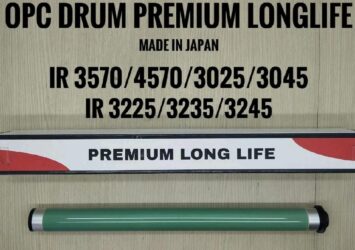 OPC DRUM PREMIUM LONGLIFE
MADE IN JAPAN
IR 3570/4570/3025/3045
IR 3225/3235/3245
PREMIUM LONG LIFE